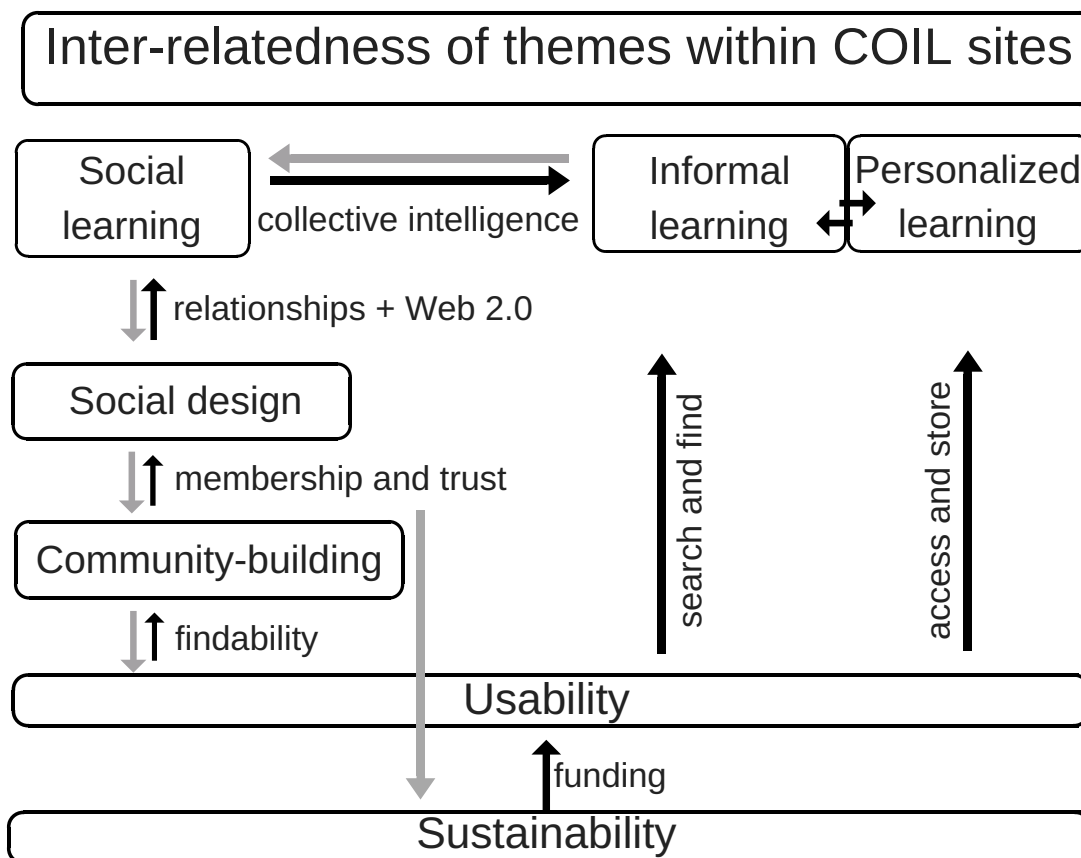 Inter-relatedness of themes within COIL sites
Social
learning
collective intelligence
Informal
learning
Personalized
learning
relationships + Web 2.0
Social design
membership and trust
Community-building
findability
search and find
access and store
Usability
funding
Sustainability